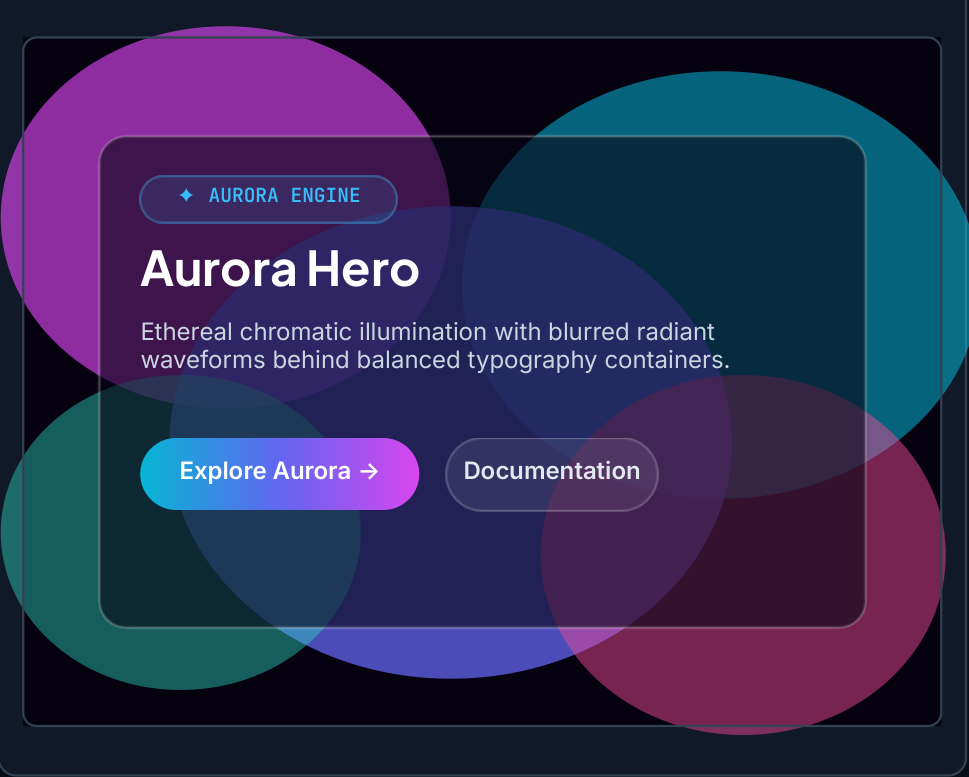 ✦ AURORA ENGINE
Aurora Hero
Ethereal chromatic illumination with blurred radiant
waveforms behind balanced typography containers.
Explore Aurora → Documentation